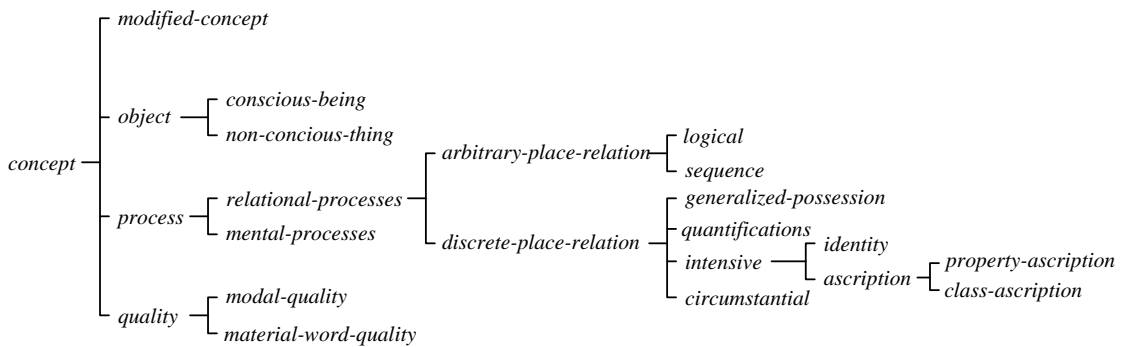 modified-concept
object
conscious-being
non-concious-thing
concept
process
relational-processes
mental-processes
arbitrary-place-relation
logical
sequence
discrete-place-relation
generalized-possession
quantifications
intensive
identity
ascription
property-ascription
class-ascription
circumstantial
quality
modal-quality
material-word-quality